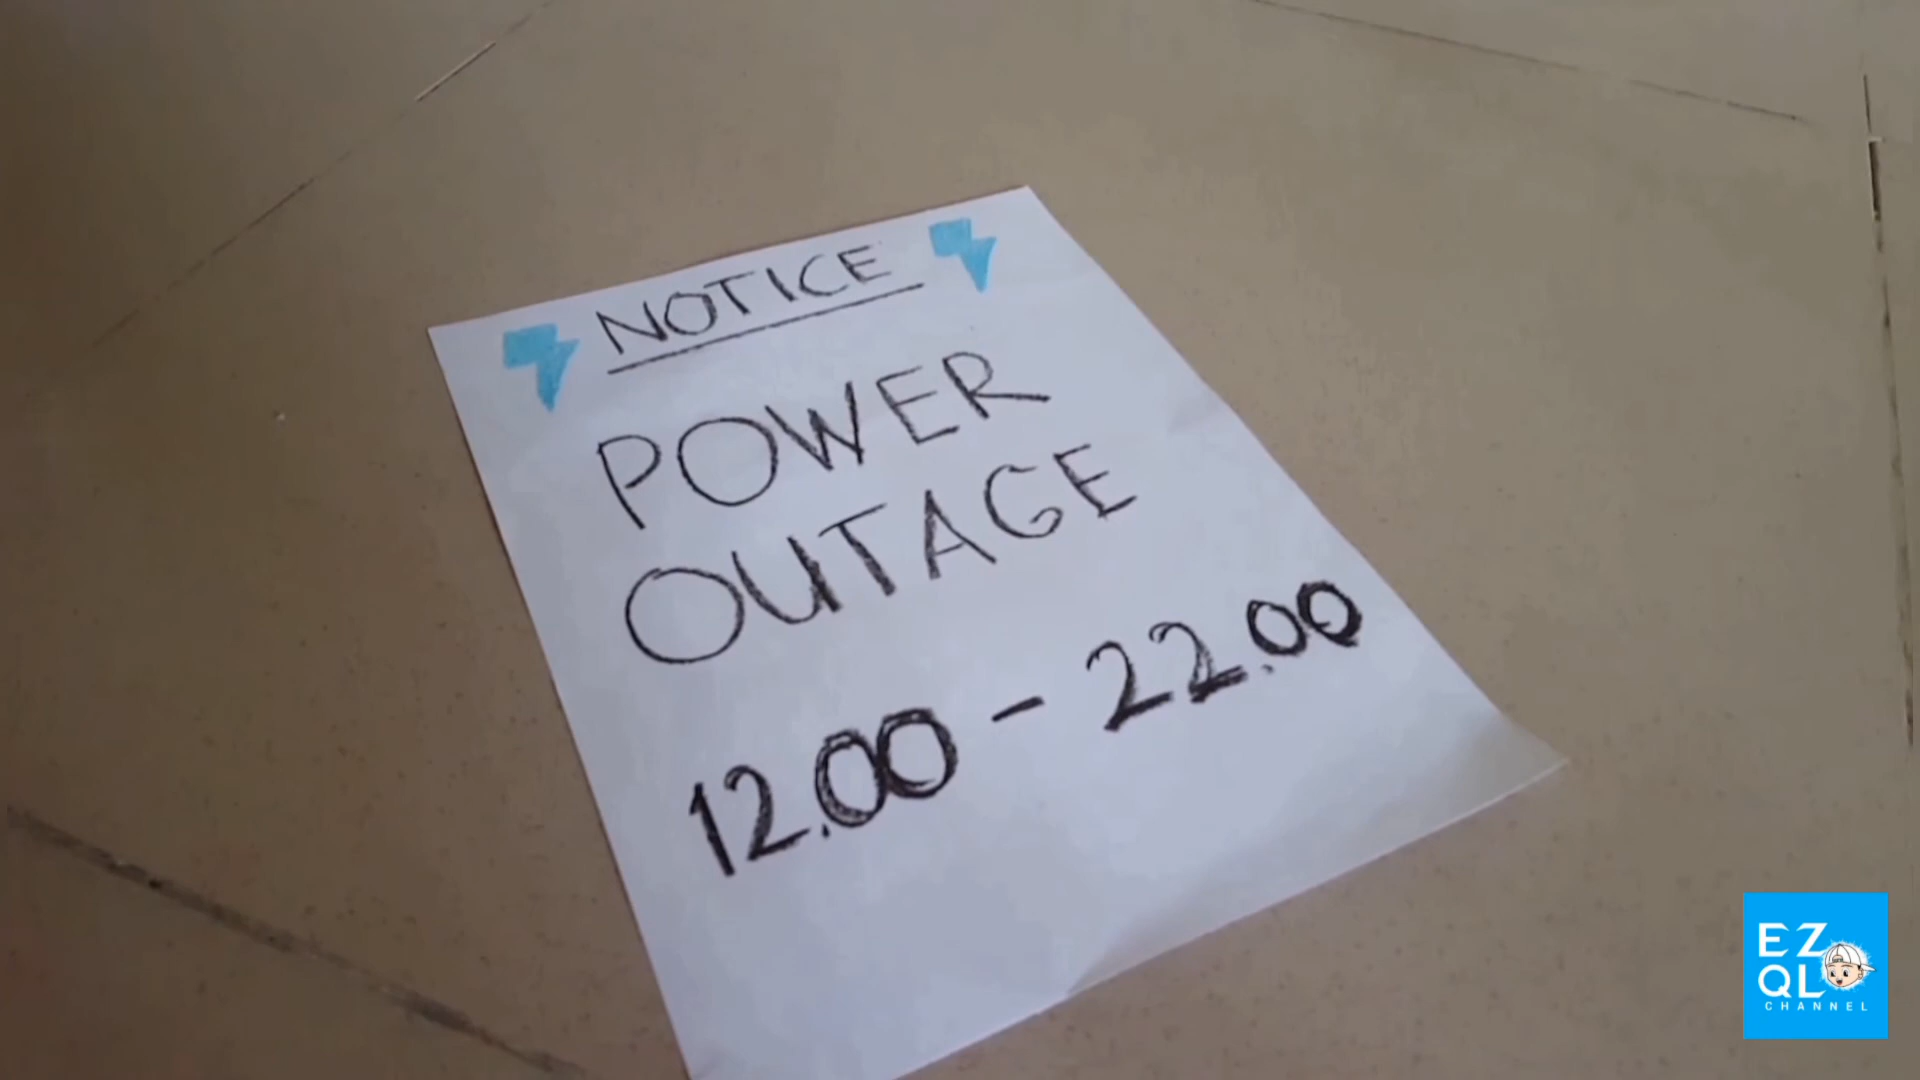 NOTICE
POWER
OUTAGE
12.00 - 22.00
EZ
QL
CHANNEL